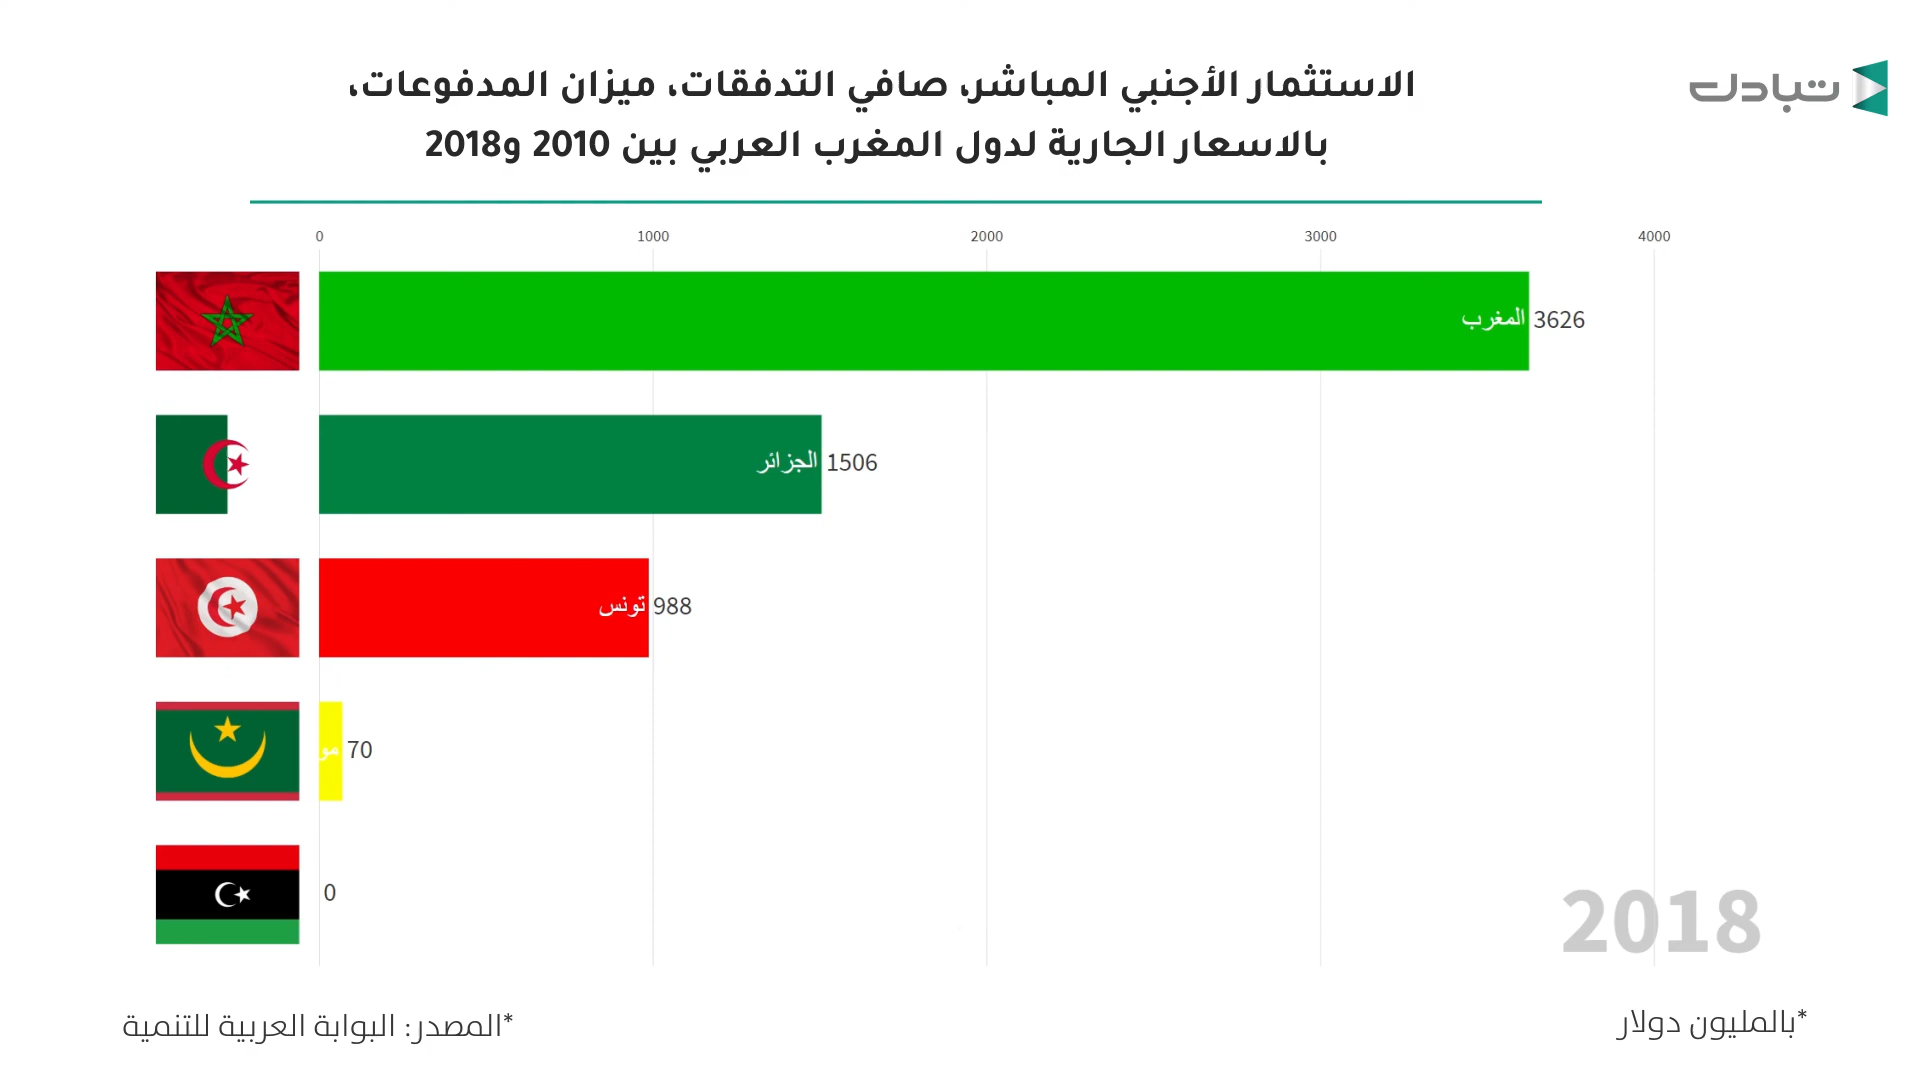 تبادل
الاستثمار الأجنبي المباشر، صافي التدفقات، ميزان المدفوعات،
بالاسعار الجارية لدول المغرب العربي بين 2010 و2018
0 1000 2000 3000 4000
المغرب 3626
الجزائر 1506
تونس 988
مو 70
0
2018
*بالمليون دولار
*المصدر: البوابة العربية للتنمية